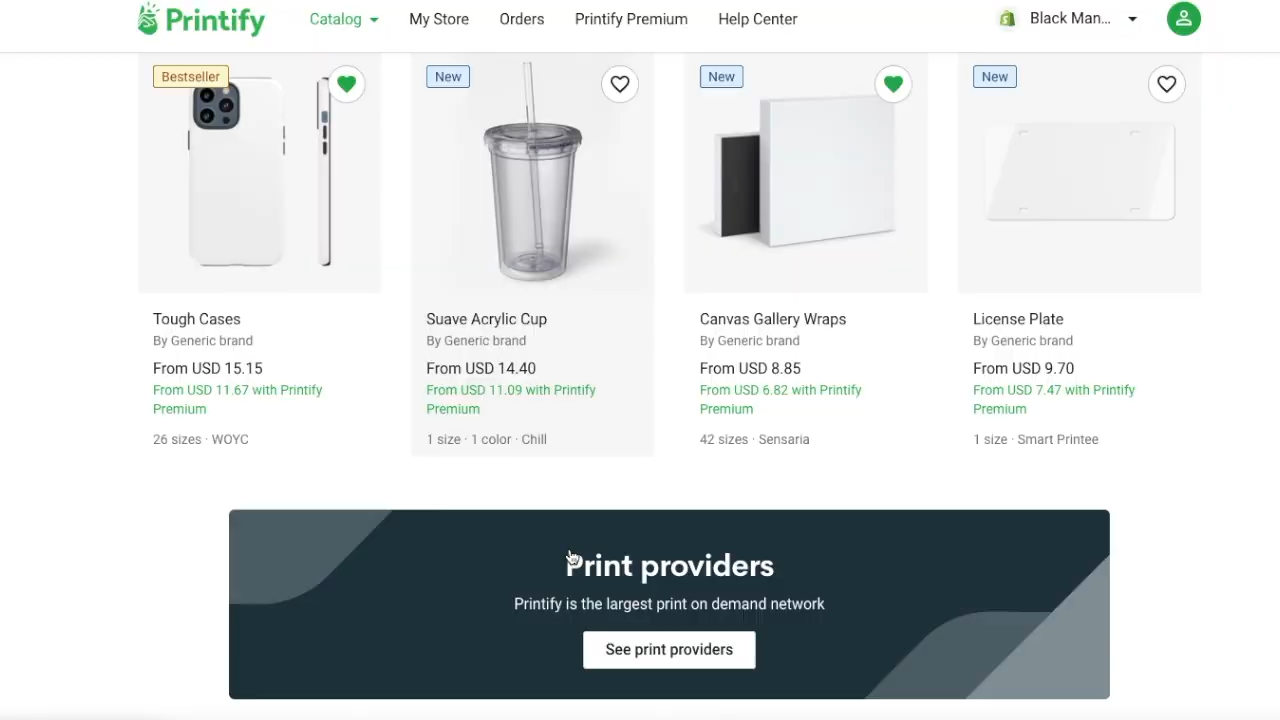 Printify
Catalog
My Store
Orders
Printify Premium
Help Center
Black Man...
Bestseller
New
New
New
Tough Cases
By Generic brand
From USD 15.15
From USD 11.67 with Printify
Premium
26 sizes · WOYC
Suave Acrylic Cup
By Generic brand
From USD 14.40
From USD 11.09 with Printify
Premium
1 size · 1 color · Chill
Canvas Gallery Wraps
By Generic brand
From USD 8.85
From USD 6.82 with Printify
Premium
42 sizes · Sensaria
License Plate
By Generic brand
From USD 9.70
From USD 7.47 with Printify
Premium
1 size · Smart Printee
Print providers
Printify is the largest print on demand network
See print providers